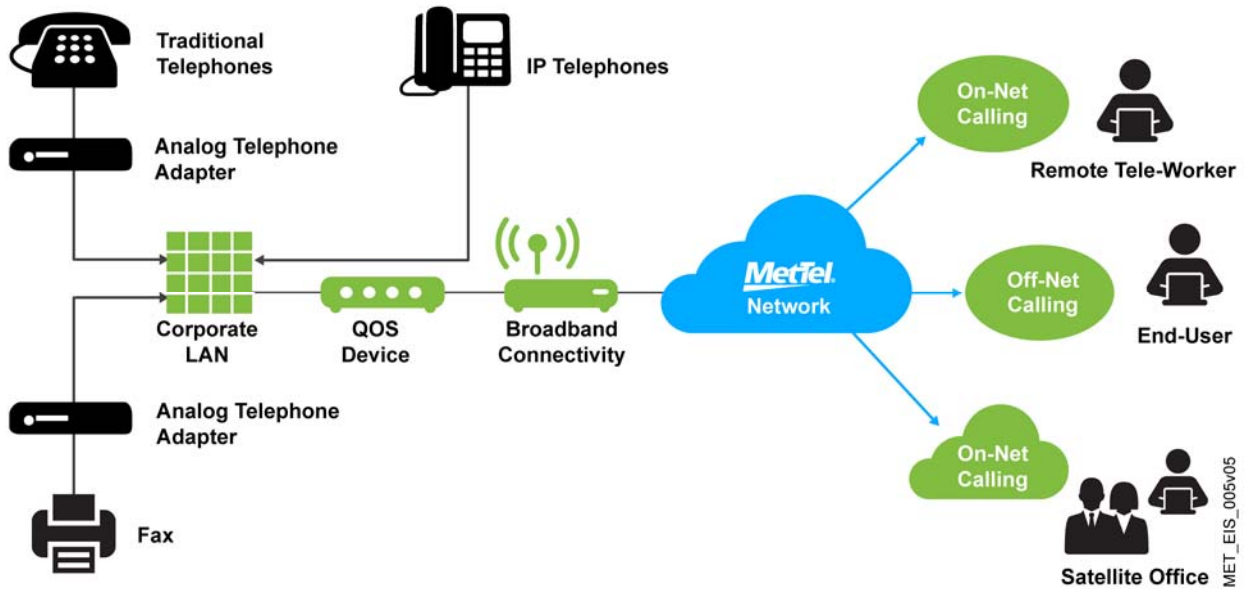 Traditional
Telephones
IP Telephones
Analog Telephone
Adapter
On-Net
Calling
Remote Tele-Worker
Corporate
LAN
QOS
Device
Broadband
Connectivity
MetTel.
Network
Off-Net
Calling
End-User
Analog Telephone
Adapter
On-Net
Calling
Fax
Satellite Office
MET_EIS_005v05